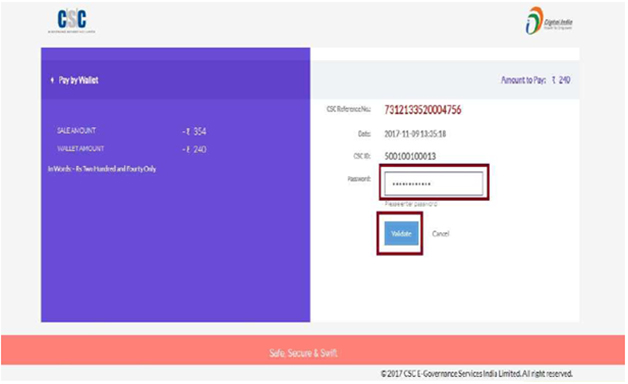 CSC
Digital India
Pay by Wallet
Amount to Pay: ₹ 240
SALE AMOUNT -₹ 354
WALLET AMOUNT -₹ 240
In Words: - Rs Two Hundred and Fourty Only
CSC Reference No.: 7312133520004756
Date: 2017-11-09 13:25:18
CSC ID: 500100100013
Password: ••••••••••••
Please enter password
Validate Cancel
Safe, Secure & Swift
© 2017 CSC E-Governance Services India Limited. All right reserved.